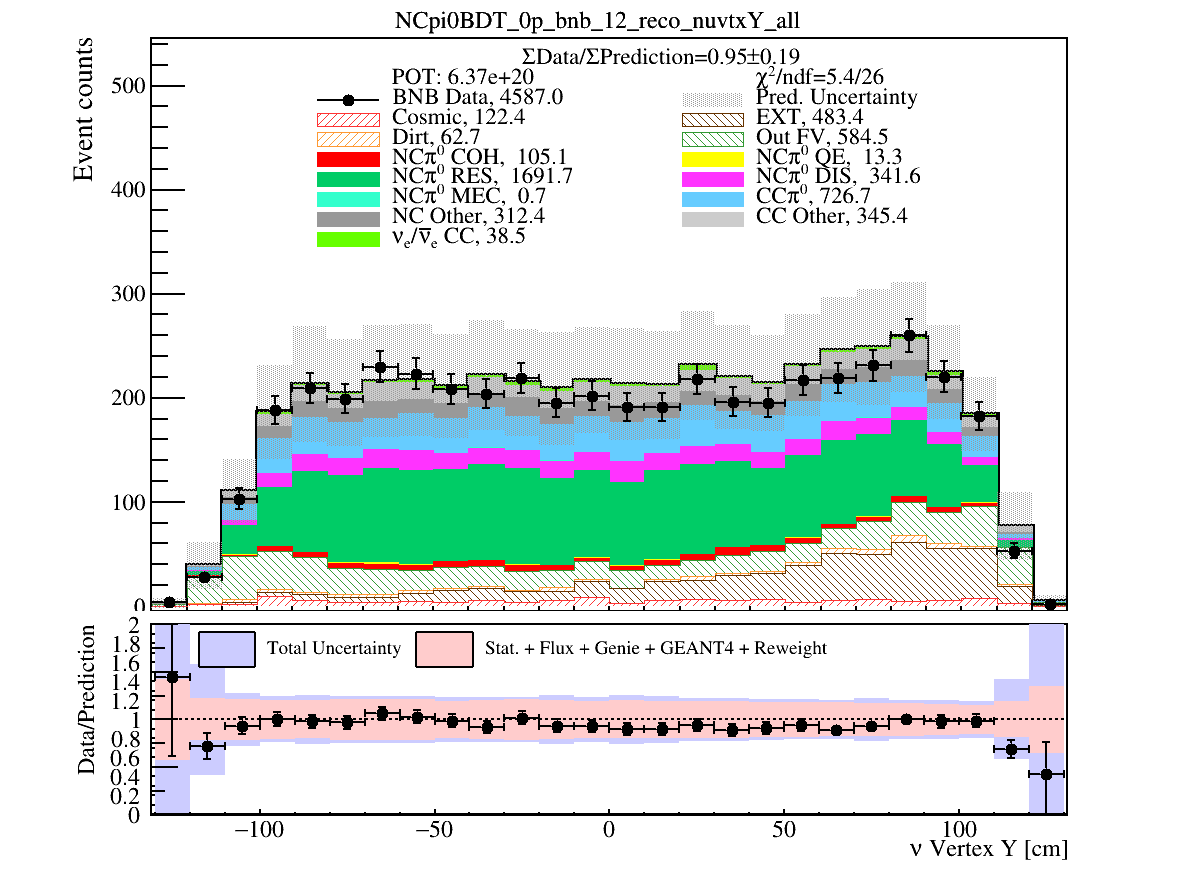 NCpi0BDT_0p_bnb_12_reco_nuvtxY_all
ΣData/ΣPrediction=0.95±0.19
POT: 6.37e+20 χ²/ndf=5.4/26
BNB Data, 4587.0 Pred. Uncertainty
Cosmic, 122.4 EXT, 483.4
Dirt, 62.7 Out FV, 584.5
NCπ⁰ COH, 105.1 NCπ⁰ QE, 13.3
NCπ⁰ RES, 1691.7 NCπ⁰ DIS, 341.6
NCπ⁰ MEC, 0.7 CCπ⁰, 726.7
NC Other, 312.4 CC Other, 345.4
νₑ/ν̅ₑ CC, 38.5
Event counts
500
400
300
200
100
0
Total Uncertainty Stat. + Flux + Genie + GEANT4 + Reweight
Data/Prediction
2
1.8
1.6
1.4
1.2
1
0.8
0.6
0.4
0.2
0
−100 −50 0 50 100
ν Vertex Y [cm]